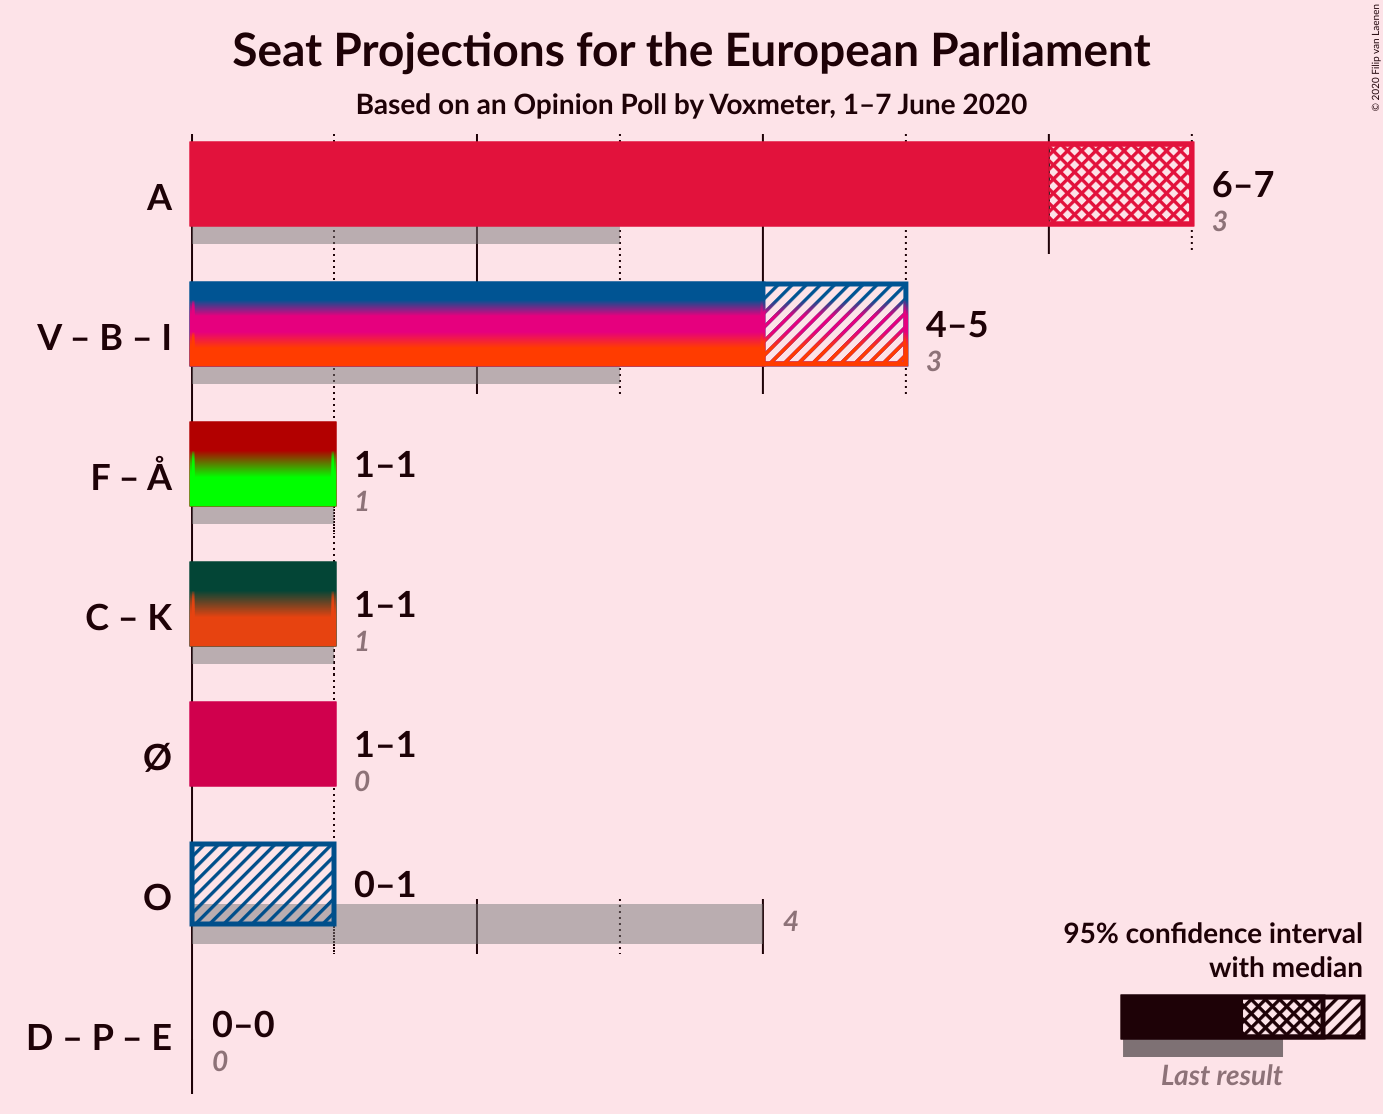 Seat Projections for the European Parliament
Based on an Opinion Poll by Voxmeter, 1–7 June 2020
© 2020 Filip van Laenen
A
6–7
3
V – B – I
4–5
3
F – Å
1–1
1
C – K
1–1
1
Ø
1–1
0
O
0–1
4
D – P – E
0–0
0
95% confidence interval
with median
Last result